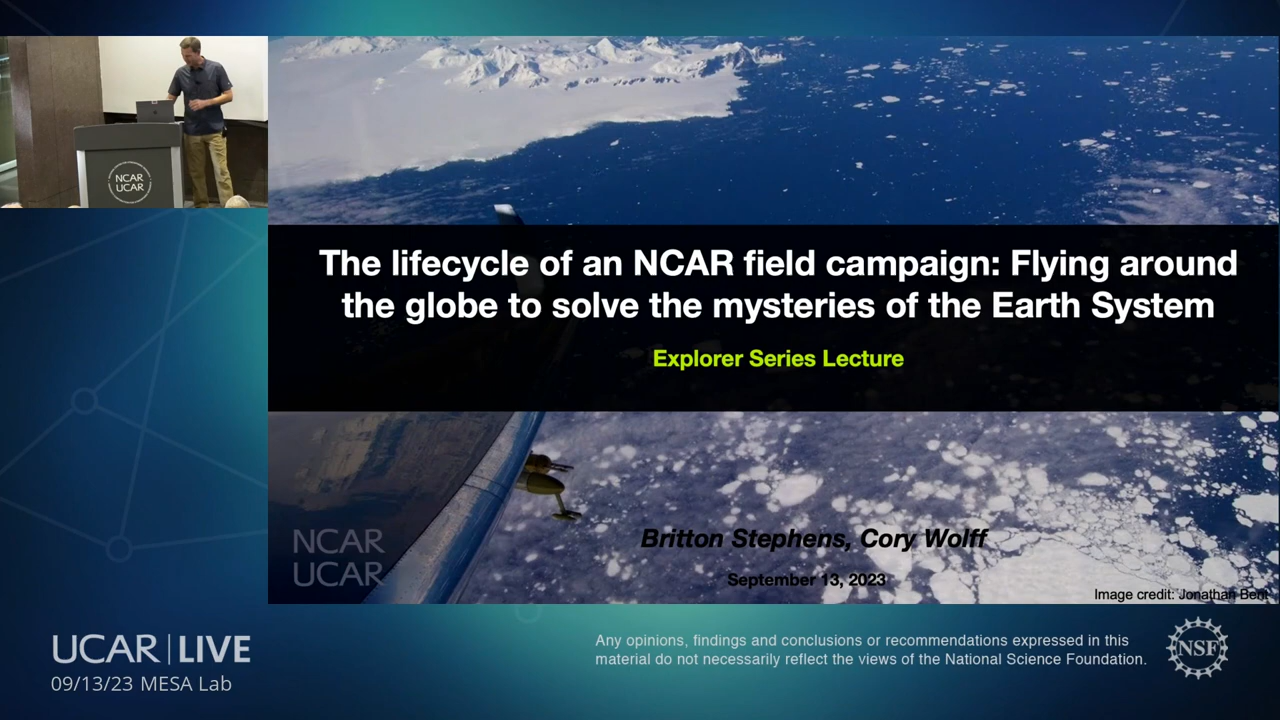 NCAR
UCAR
The lifecycle of an NCAR field campaign: Flying around
the globe to solve the mysteries of the Earth System
Explorer Series Lecture
NCAR
UCAR
Britton Stephens, Cory Wolff
September 13, 2023
Image credit: Jonathan Bent
UCAR | LIVE
09/13/23 MESA Lab
Any opinions, findings and conclusions or recommendations expressed in this
material do not necessarily reflect the views of the National Science Foundation.
NSF